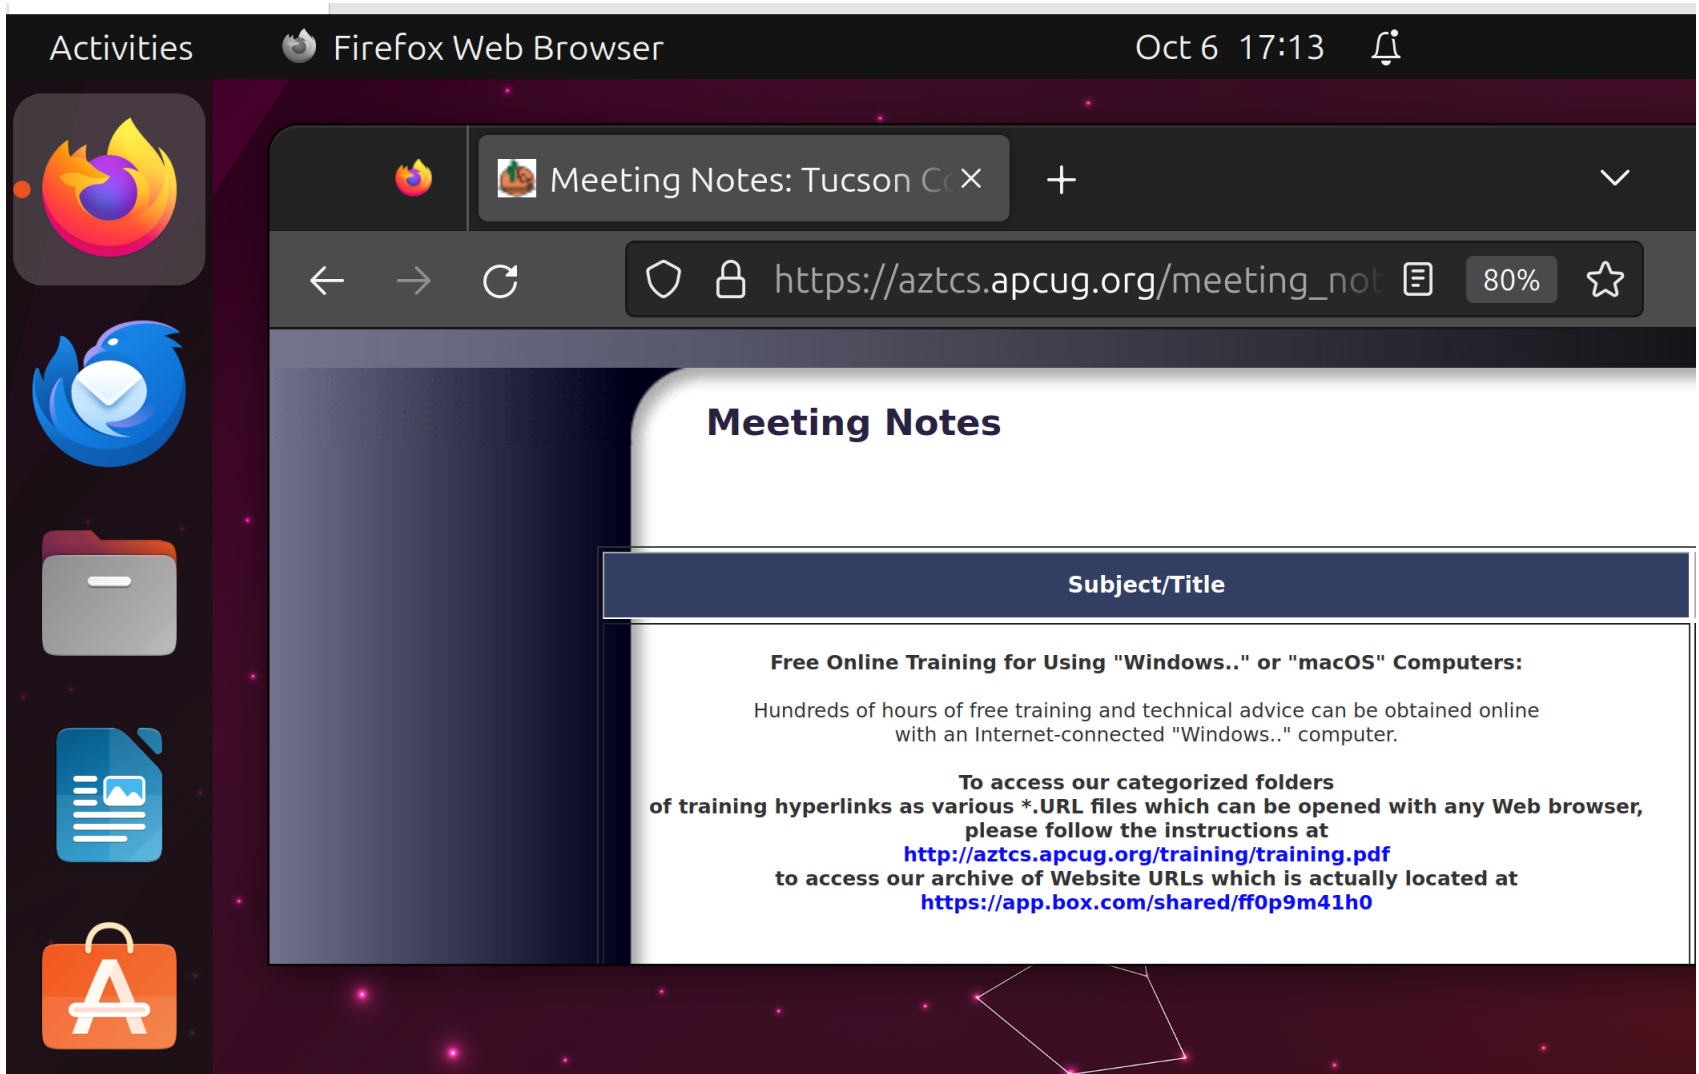 Activities Firefox Web Browser Oct 6 17:13
Meeting Notes: Tucson
https://aztcs.apcug.org/meeting_not 80%
Meeting Notes
Subject/Title
Free Online Training for Using "Windows.." or "macOS" Computers:
Hundreds of hours of free training and technical advice can be obtained online
with an Internet-connected "Windows.." computer.
To access our categorized folders
of training hyperlinks as various *.URL files which can be opened with any Web browser,
please follow the instructions at
http://aztcs.apcug.org/training/training.pdf
to access our archive of Website URLs which is actually located at
https://app.box.com/shared/ff0p9m41h0